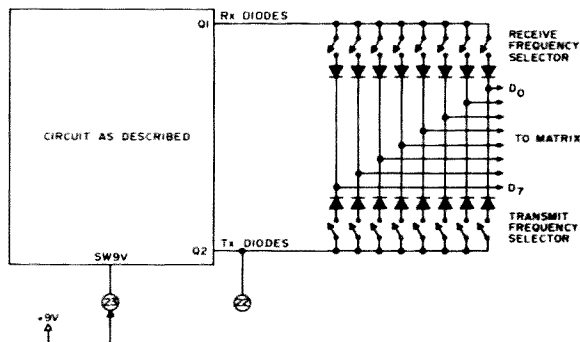 Q1
Rx DIODES
RECEIVE
FREQUENCY
SELECTOR
D0
CIRCUIT AS DESCRIBED
TO MATRIX
D7
TRANSMIT
FREQUENCY
SELECTOR
Q2
Tx DIODES
SW9V
23
22
+9V